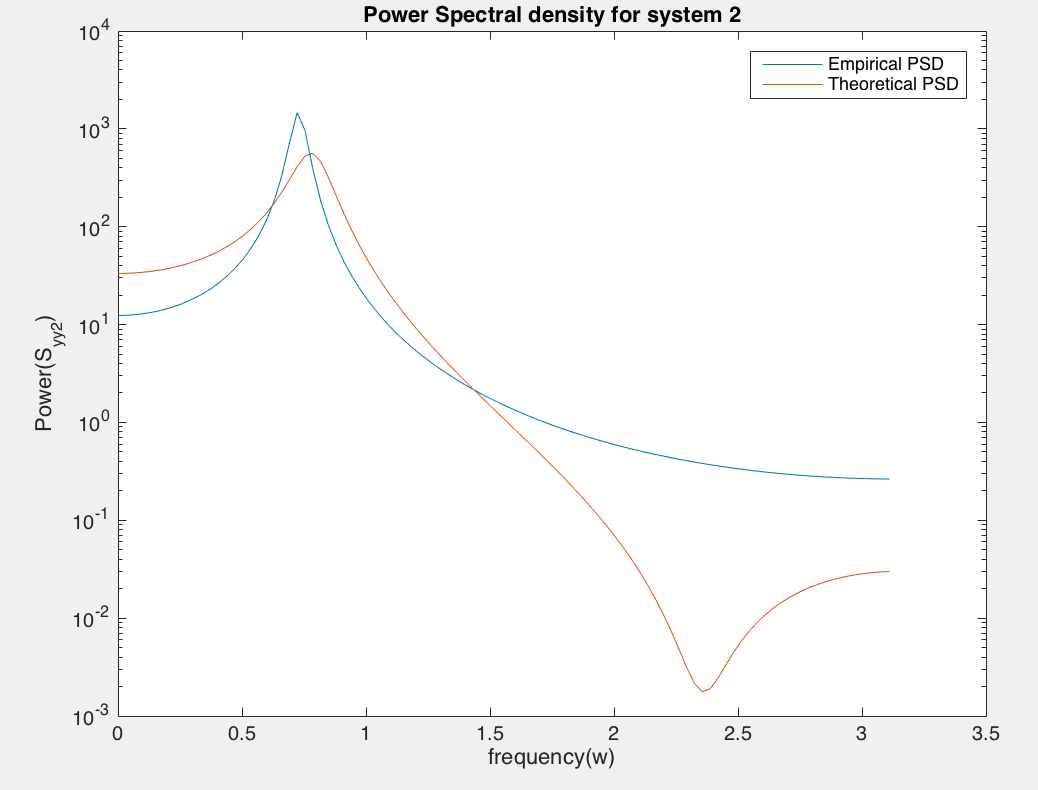 Power Spectral density for system 2
Empirical PSD
Theoretical PSD
10^4
10^3
10^2
10^1
10^0
10^-1
10^-2
10^-3
Power(S_yy2)
0 0.5 1 1.5 2 2.5 3 3.5
frequency(w)